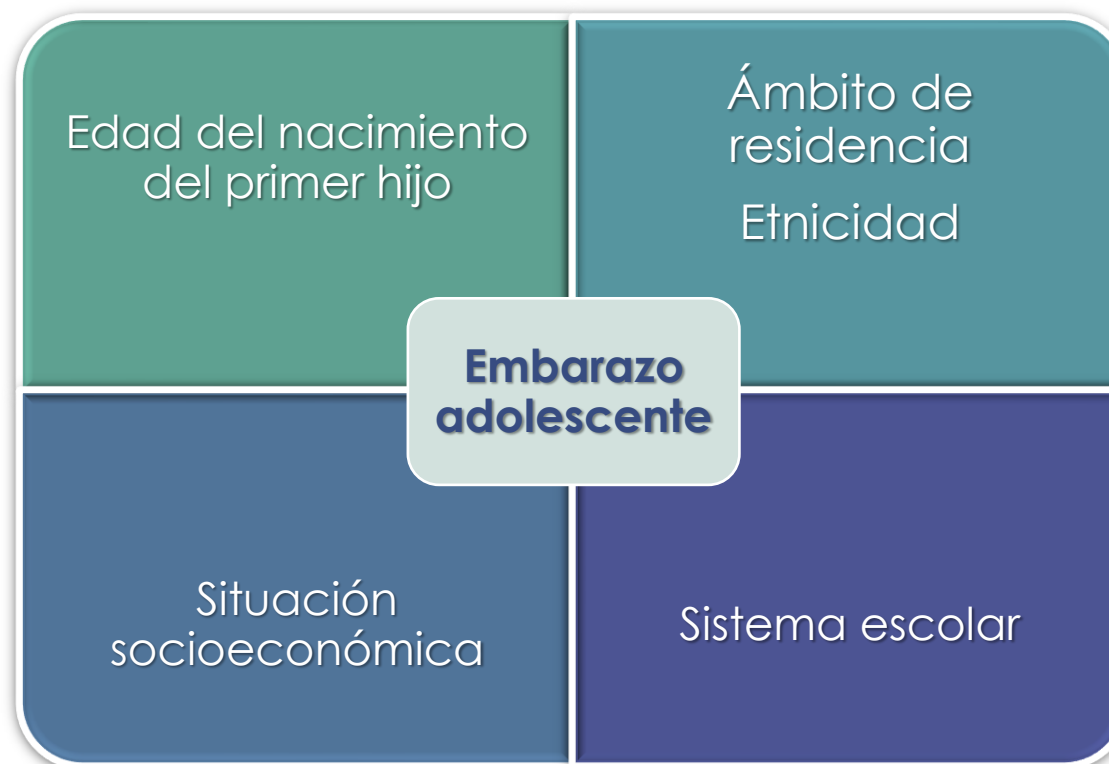 Edad del nacimiento
del primer hijo
Ámbito de
residencia
Etnicidad
Embarazo
adolescente
Situación
socioeconómica
Sistema escolar